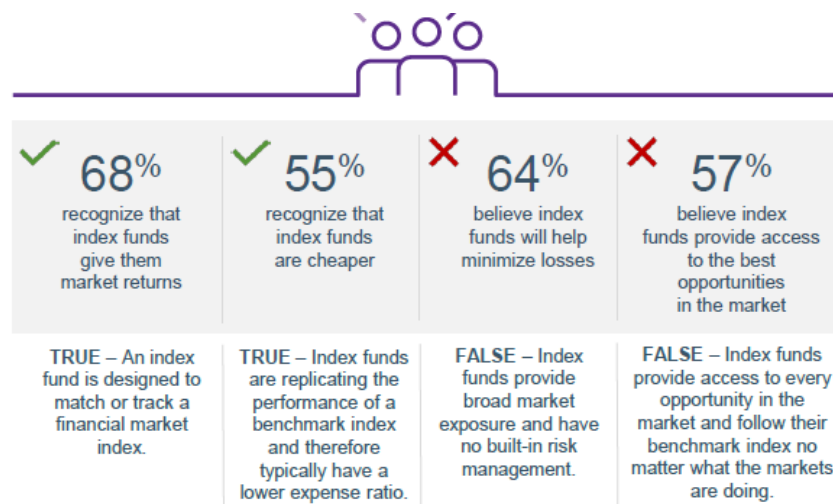 68%
recognize that
index funds
give them
market returns
55%
recognize that
index funds
are cheaper
64%
believe index
funds will help
minimize losses
57%
believe index
funds provide access
to the best
opportunities
in the market
TRUE – An index
fund is designed to
match or track a
financial market
index.
TRUE – Index funds
are replicating the
performance of a
benchmark index
and therefore
typically have a
lower expense ratio.
FALSE – Index
funds provide
broad market
exposure and have
no built-in risk
management.
FALSE – Index funds
provide access to every
opportunity in the
market and follow their
benchmark index no
matter what the markets
are doing.